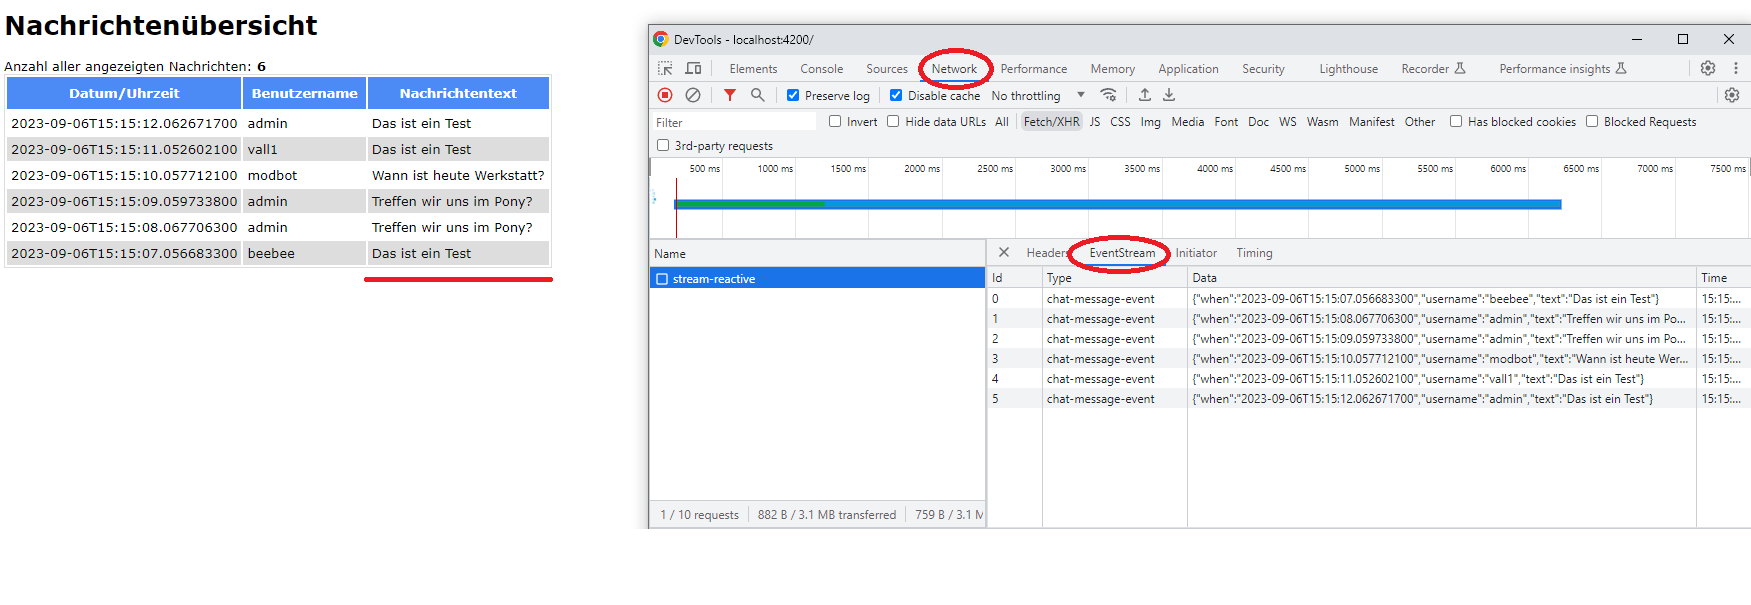 Nachrichtenübersicht
Anzahl aller angezeigten Nachrichten: 6
Datum/Uhrzeit Benutzername Nachrichtentext
2023-09-06T15:15:12.062671700 admin Das ist ein Test
2023-09-06T15:15:11.052602100 vall1 Das ist ein Test
2023-09-06T15:15:10.057712100 modbot Wann ist heute Werkstatt?
2023-09-06T15:15:09.059733800 admin Treffen wir uns im Pony?
2023-09-06T15:15:08.067706300 admin Treffen wir uns im Pony?
2023-09-06T15:15:07.056683300 beebee Das ist ein Test
DevTools - localhost:4200/
Elements Console Sources Network Performance Memory Application Security Lighthouse Recorder Performance insights
Preserve log Disable cache No throttling
Filter Invert Hide data URLs All Fetch/XHR JS CSS Img Media Font Doc WS Wasm Manifest Other Has blocked cookies Blocked Requests
3rd-party requests
500 ms 1000 ms 1500 ms 2000 ms 2500 ms 3000 ms 3500 ms 4000 ms 4500 ms 5000 ms 5500 ms 6000 ms 6500 ms 7000 ms 7500 ms
Name
stream-reactive
1 / 10 requests 882 B / 3.1 MB transferred 759 B / 3.1 M
Headers EventStream Initiator Timing
Id Type Data Time
0 chat-message-event {"when":"2023-09-06T15:15:07.056683300","username":"beebee","text":"Das ist ein Test"} 15:15:...
1 chat-message-event {"when":"2023-09-06T15:15:08.067706300","username":"admin","text":"Treffen wir uns im Po... 15:15:...
2 chat-message-event {"when":"2023-09-06T15:15:09.059733800","username":"admin","text":"Treffen wir uns im Po... 15:15:...
3 chat-message-event {"when":"2023-09-06T15:15:10.057712100","username":"modbot","text":"Wann ist heute Wer... 15:15:...
4 chat-message-event {"when":"2023-09-06T15:15:11.052602100","username":"vall1","text":"Das ist ein Test"} 15:15:...
5 chat-message-event {"when":"2023-09-06T15:15:12.062671700","username":"admin","text":"Das ist ein Test"} 15:15:...